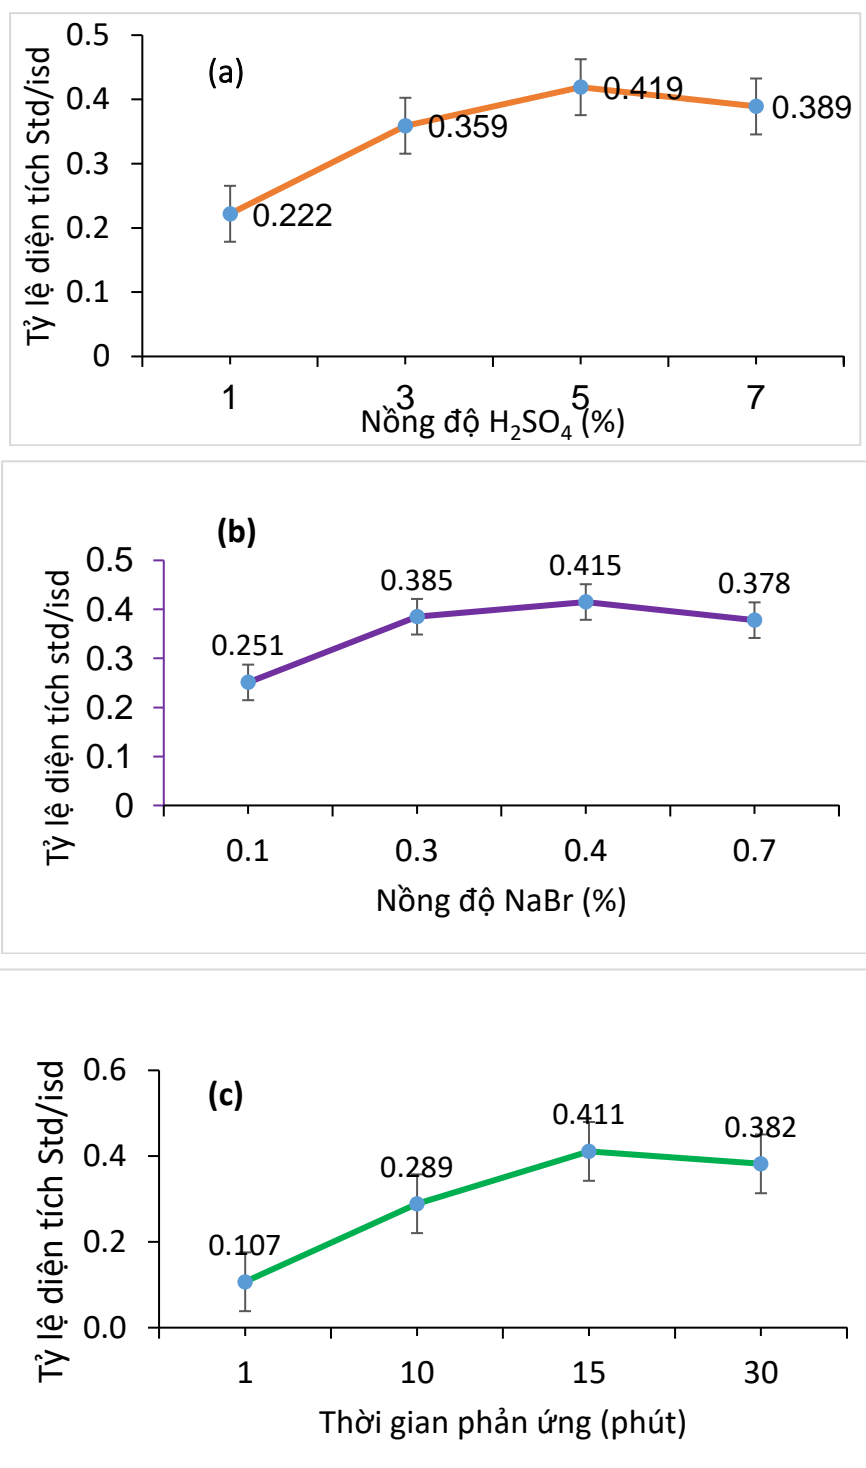 (a)
Tỷ lệ diện tích Std/isd
0.5
0.4
0.3
0.2
0.1
0
0.222
0.359
0.419
0.389
1 3 5 7
Nồng độ H₂SO₄ (%)
(b)
Tỷ lệ diện tích std/isd
0.5
0.4
0.3
0.2
0.1
0
0.251
0.385
0.415
0.378
0.1 0.3 0.4 0.7
Nồng độ NaBr (%)
(c)
Tỷ lệ diện tích Std/isd
0.6
0.4
0.2
0.0
0.107
0.289
0.411
0.382
1 10 15 30
Thời gian phản ứng (phút)